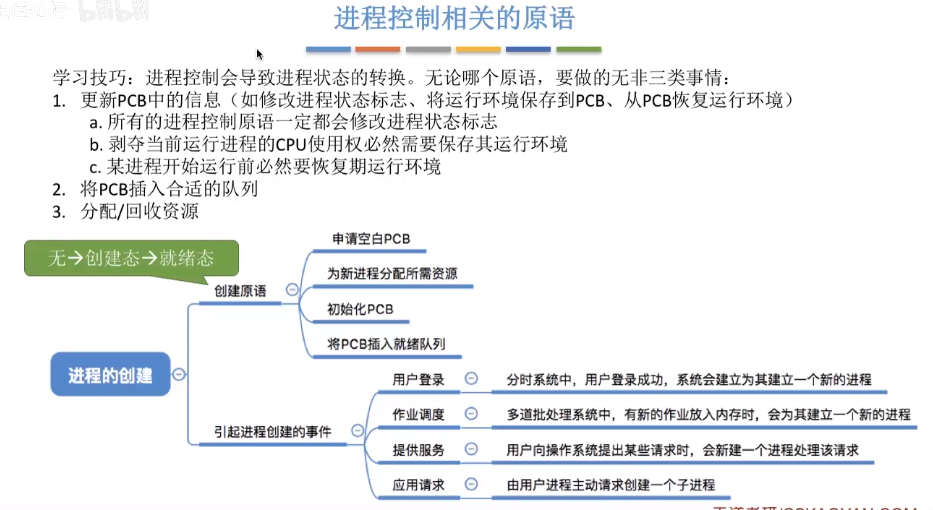 进程控制相关的原语
学习技巧：进程控制会导致进程状态的转换。无论哪个原语，要做的无非三类事情：
1. 更新PCB中的信息（如修改进程状态标志、将运行环境保存到PCB、从PCB恢复运行环境）
a. 所有的进程控制原语一定都会修改进程状态标志
b. 剥夺当前运行进程的CPU使用权必然需要保存其运行环境
c. 某进程开始运行前必然要恢复期运行环境
2. 将PCB插入合适的队列
3. 分配/回收资源
无→创建态→就绪态
进程的创建
创建原语
申请空白PCB
为新进程分配所需资源
初始化PCB
将PCB插入就绪队列
引起进程创建的事件
用户登录
分时系统中，用户登录成功，系统会建立为其建立一个新的进程
作业调度
多道批处理系统中，有新的作业放入内存时，会为其建立一个新的进程
提供服务
用户向操作系统提出某些请求时，会新建一个进程处理该请求
应用请求
由用户进程主动请求创建一个子进程